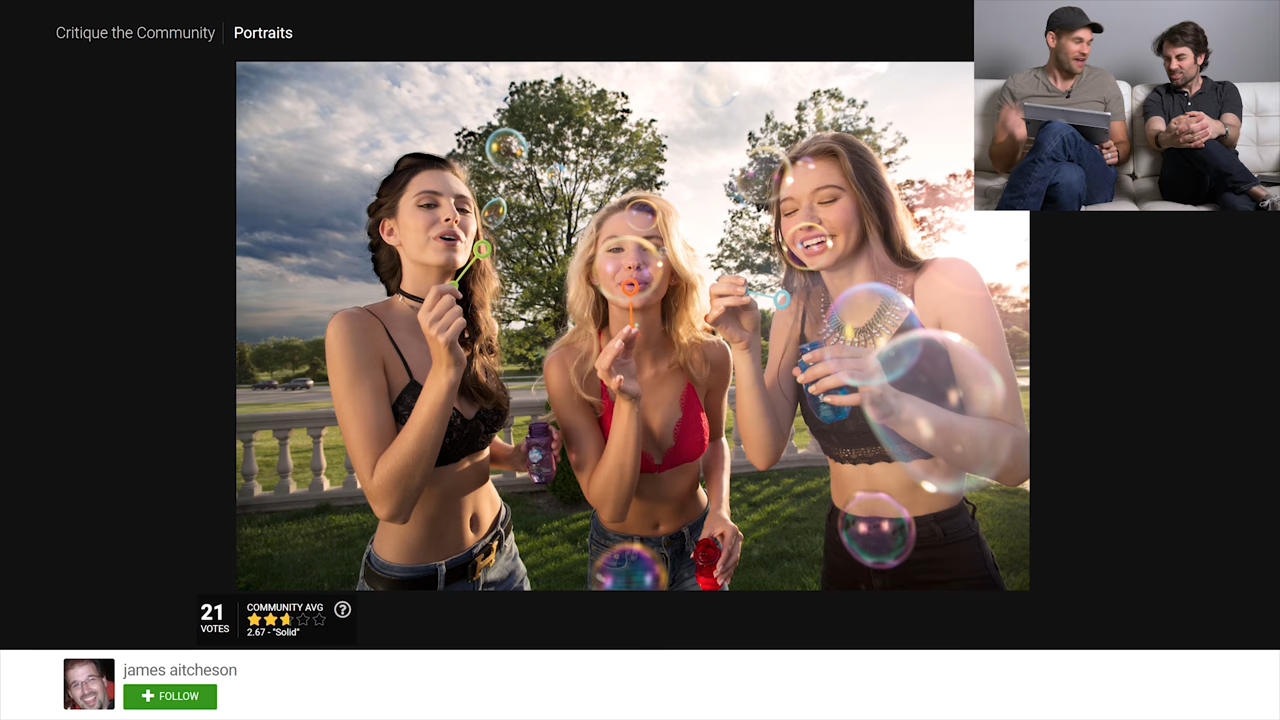 Critique the Community
Portraits
21
VOTES
COMMUNITY AVG
?
2.67 - "Solid"
james aitcheson
FOLLOW